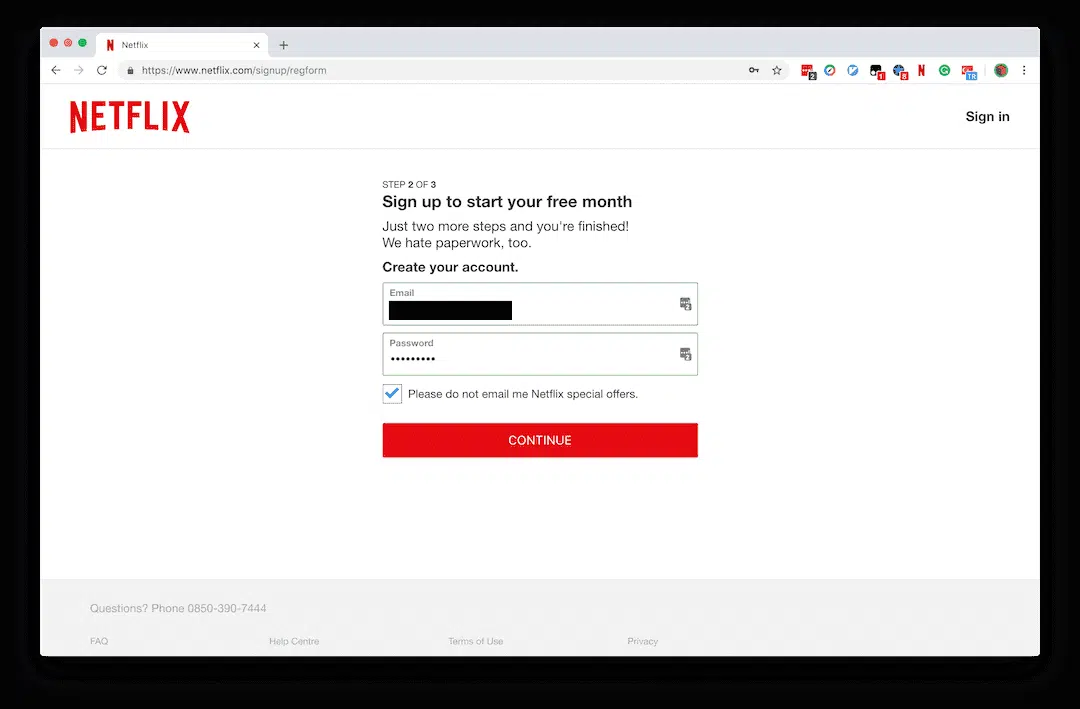 Netflix
https://www.netflix.com/signup/regform
NETFLIX
Sign in
STEP 2 OF 3
Sign up to start your free month
Just two more steps and you're finished!
We hate paperwork, too.
Create your account.
Email
Password
•••••••••
Please do not email me Netflix special offers.
CONTINUE
Questions? Phone 0850-390-7444
FAQ Help Centre Terms of Use Privacy